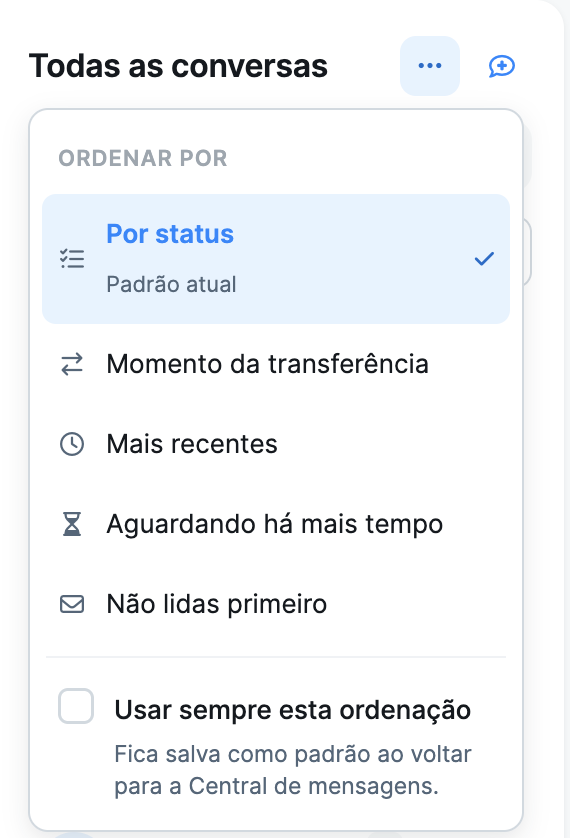 Todas as conversas
ORDENAR POR
Por status
Padrão atual
Momento da transferência
Mais recentes
Aguardando há mais tempo
Não lidas primeiro
Usar sempre esta ordenação
Fica salva como padrão ao voltar
para a Central de mensagens.